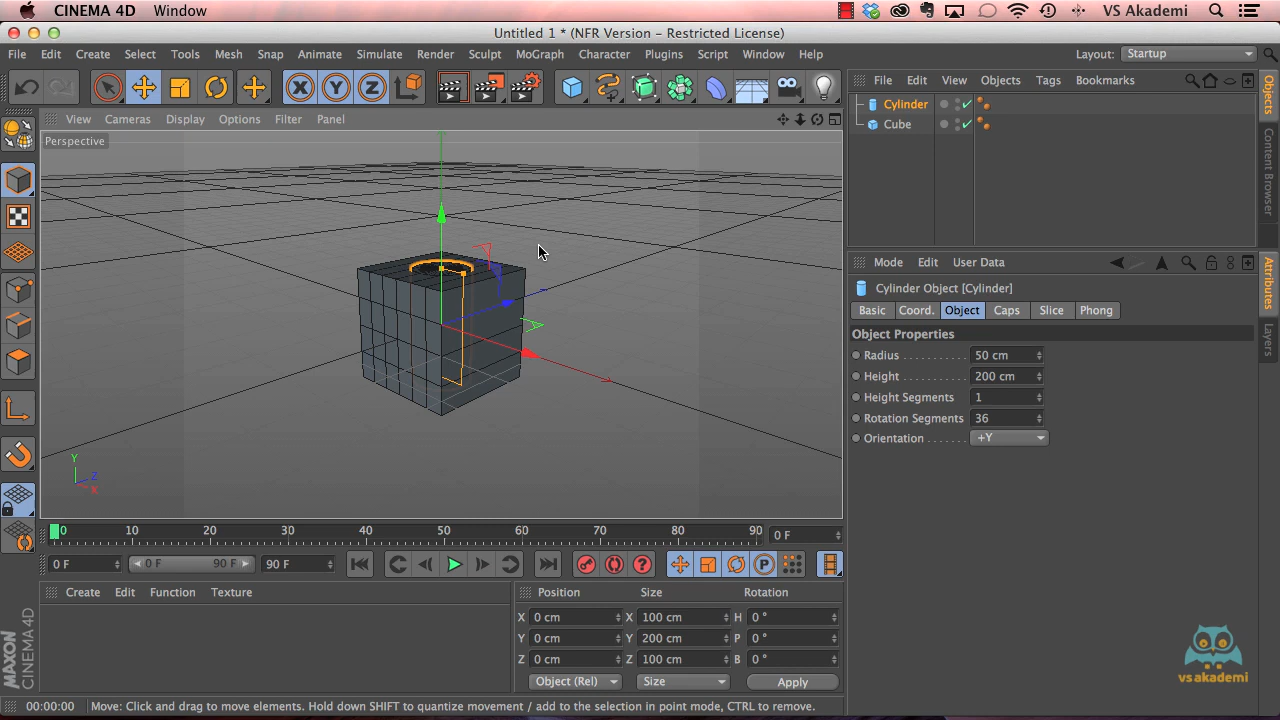 CINEMA 4D Window VS Akademi
Untitled 1 * (NFR Version - Restricted License)
File Edit Create Select Tools Mesh Snap Animate Simulate Render Sculpt MoGraph Character Plugins Script Window Help Layout: Startup
X Y Z
File Edit View Objects Tags Bookmarks
Objects
Content Browser
Cylinder
Cube
View Cameras Display Options Filter Panel
Perspective
Y
Z
X
Mode Edit User Data
Attributes
Layers
Cylinder Object [Cylinder]
Basic Coord. Object Caps Slice Phong
Object Properties
Radius . . . . . . . . . 50 cm
Height . . . . . . . . . 200 cm
Height Segments 1
Rotation Segments 36
Orientation . . . . . . +Y
0 10 20 30 40 50 60 70 80 90 0 F
0 F 0 F 90 F 90 F
P
Create Edit Function Texture
Position Size Rotation
X 0 cm X 100 cm H 0 °
Y 0 cm Y 200 cm P 0 °
Z 0 cm Z 100 cm B 0 °
Object (Rel) Size Apply
MAXON
CINEMA 4D
vs akademi
00:00:00 Move: Click and drag to move elements. Hold down SHIFT to quantize movement / add to the selection in point mode, CTRL to remove.